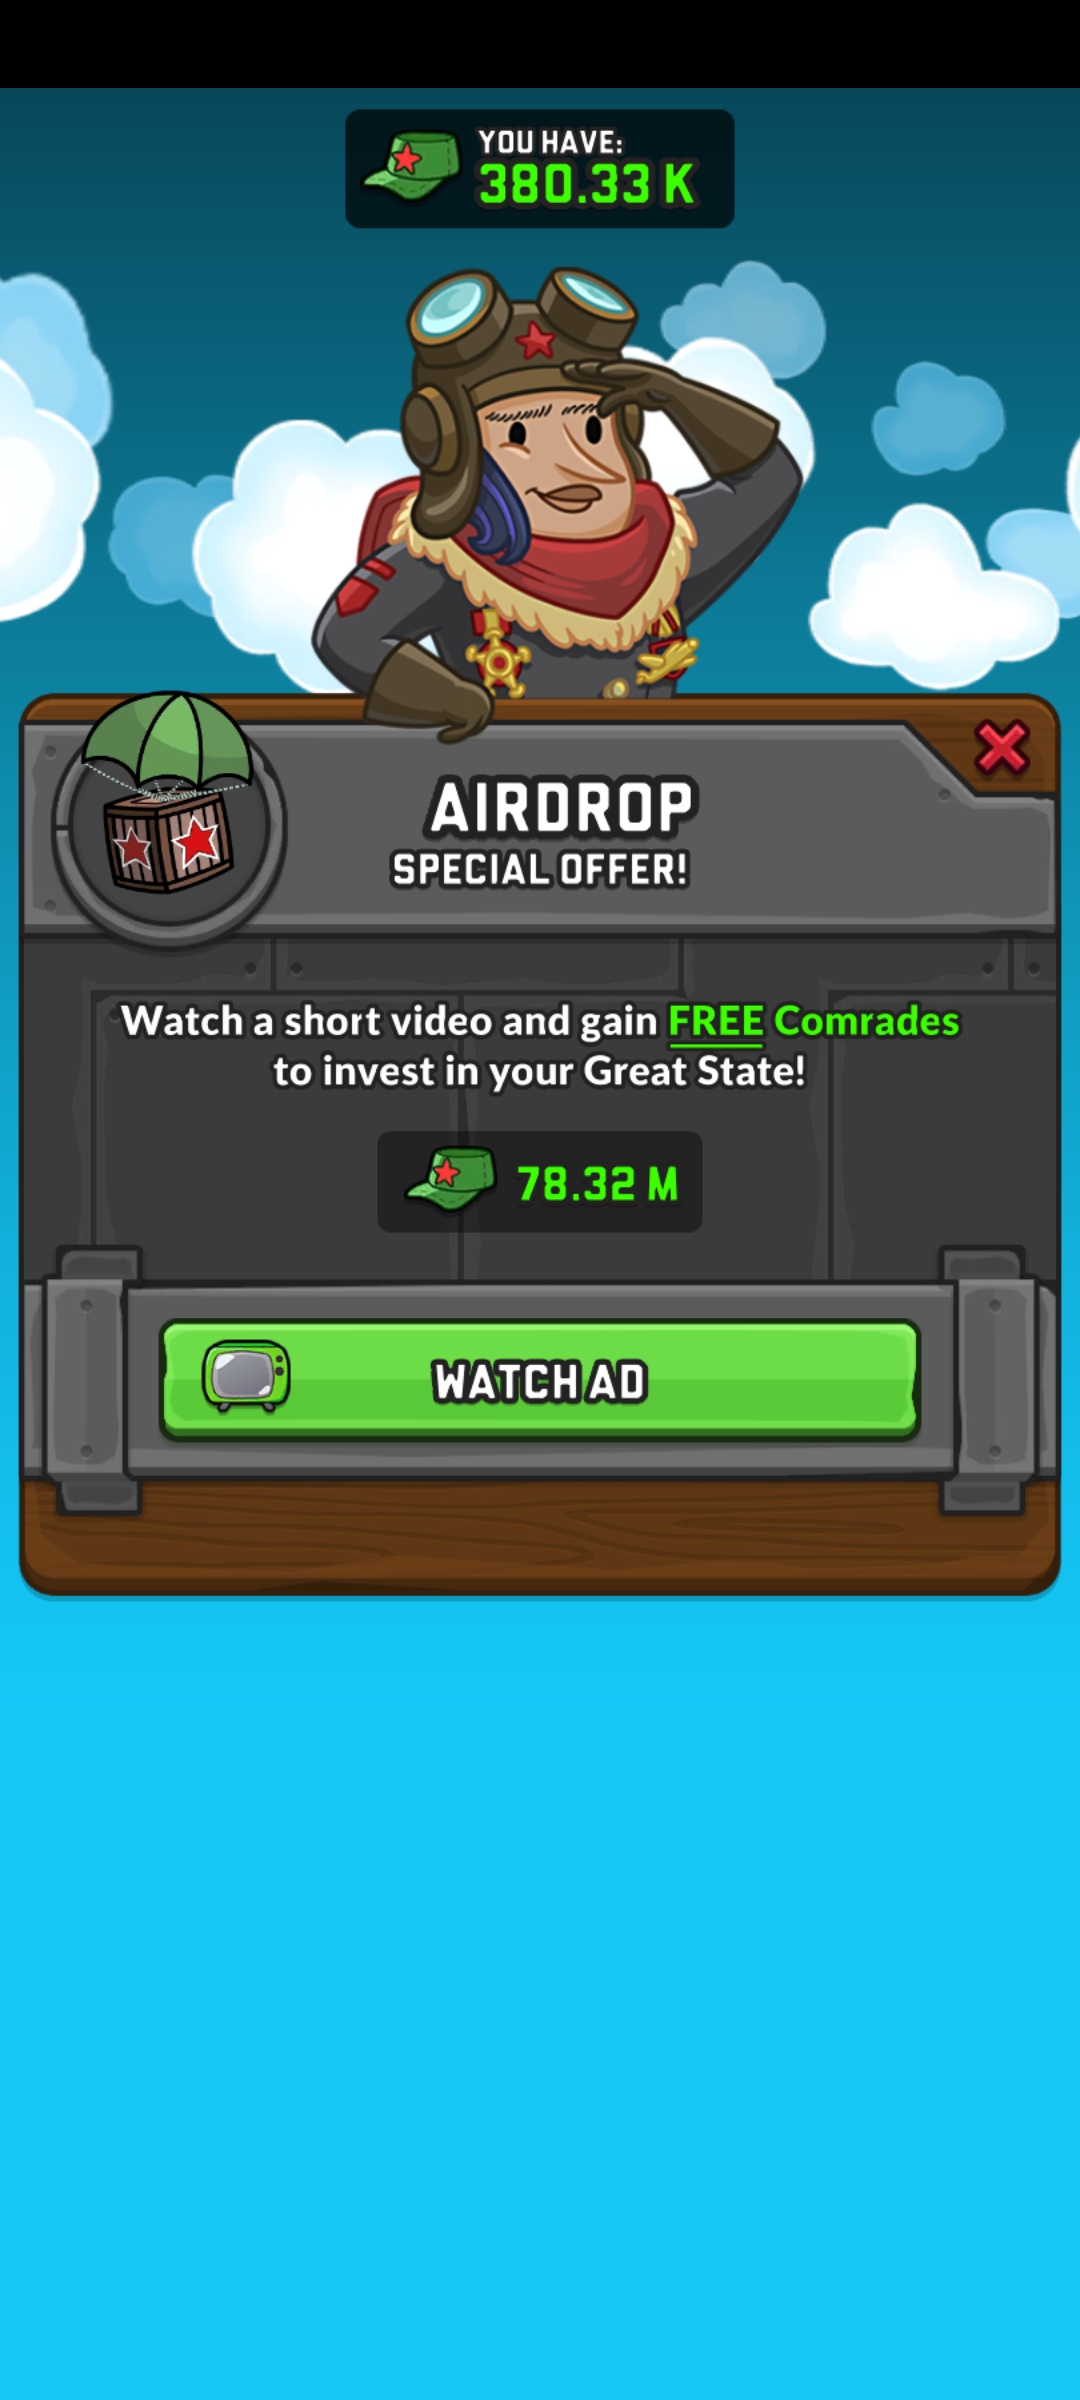 YOU HAVE:
380.33 K
AIRDROP
SPECIAL OFFER!
Watch a short video and gain FREE Comrades
to invest in your Great State!
78.32 M
WATCH AD